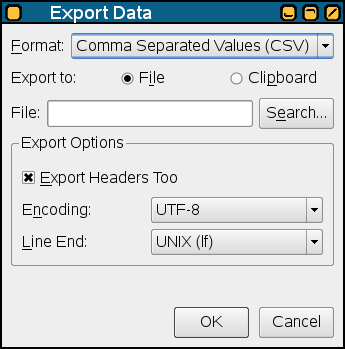 Export Data
Format: Comma Separated Values (CSV)
Export to: File Clipboard
File: Search...
Export Options
Export Headers Too
Encoding: UTF-8
Line End: UNIX (lf)
OK Cancel